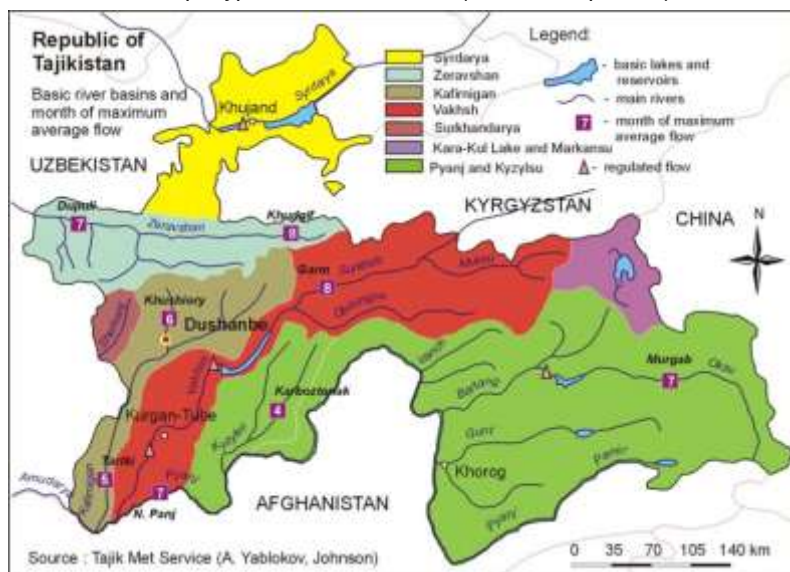 Republic of
Tajikistan
Basic river basins and
month of maximum
average flow
Syrdarya
Zeravshan
Kafirnigan
Vakhsh
Surkhandarya
Kara-Kul Lake and Markansu
Pyanj and Kyzylsu
Legend:
- basic lakes and
reservoirs
- main rivers
7 - month of maximum
average flow
- regulated flow
Khujand
Syrdarya
UZBEKISTAN
KYRGYZSTAN
CHINA
N
Dupuli
7
Zeravshan
8
Garm
8
Surkhob
Muksu
Obikhingou
6
Dushanbe
Vakhsh
Vanch
Bartang
Murgab
7
Oksu
Kurgan-Tube
4
Kyzylsu
Gunt
Khorog
Pamir
Tartki
Kafirnigan
Pyanj
7
N. Panj
Amudarya
AFGHANISTAN
Pyanj
Source : Tajik Met Service (A. Yablokov, Johnson)
0 35 70 105 140 km